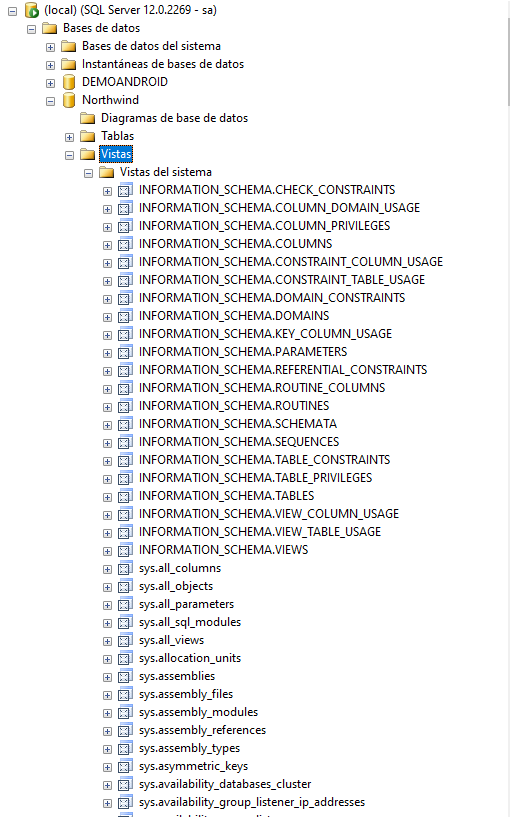 (local) (SQL Server 12.0.2269 - sa)
Bases de datos
Bases de datos del sistema
Instantáneas de bases de datos
DEMOANDROID
Northwind
Diagramas de base de datos
Tablas
Vistas
Vistas del sistema
INFORMATION_SCHEMA.CHECK_CONSTRAINTS
INFORMATION_SCHEMA.COLUMN_DOMAIN_USAGE
INFORMATION_SCHEMA.COLUMN_PRIVILEGES
INFORMATION_SCHEMA.COLUMNS
INFORMATION_SCHEMA.CONSTRAINT_COLUMN_USAGE
INFORMATION_SCHEMA.CONSTRAINT_TABLE_USAGE
INFORMATION_SCHEMA.DOMAIN_CONSTRAINTS
INFORMATION_SCHEMA.DOMAINS
INFORMATION_SCHEMA.KEY_COLUMN_USAGE
INFORMATION_SCHEMA.PARAMETERS
INFORMATION_SCHEMA.REFERENTIAL_CONSTRAINTS
INFORMATION_SCHEMA.ROUTINE_COLUMNS
INFORMATION_SCHEMA.ROUTINES
INFORMATION_SCHEMA.SCHEMATA
INFORMATION_SCHEMA.SEQUENCES
INFORMATION_SCHEMA.TABLE_CONSTRAINTS
INFORMATION_SCHEMA.TABLE_PRIVILEGES
INFORMATION_SCHEMA.TABLES
INFORMATION_SCHEMA.VIEW_COLUMN_USAGE
INFORMATION_SCHEMA.VIEW_TABLE_USAGE
INFORMATION_SCHEMA.VIEWS
sys.all_columns
sys.all_objects
sys.all_parameters
sys.all_sql_modules
sys.all_views
sys.allocation_units
sys.assemblies
sys.assembly_files
sys.assembly_modules
sys.assembly_references
sys.assembly_types
sys.asymmetric_keys
sys.availability_databases_cluster
sys.availability_group_listener_ip_addresses